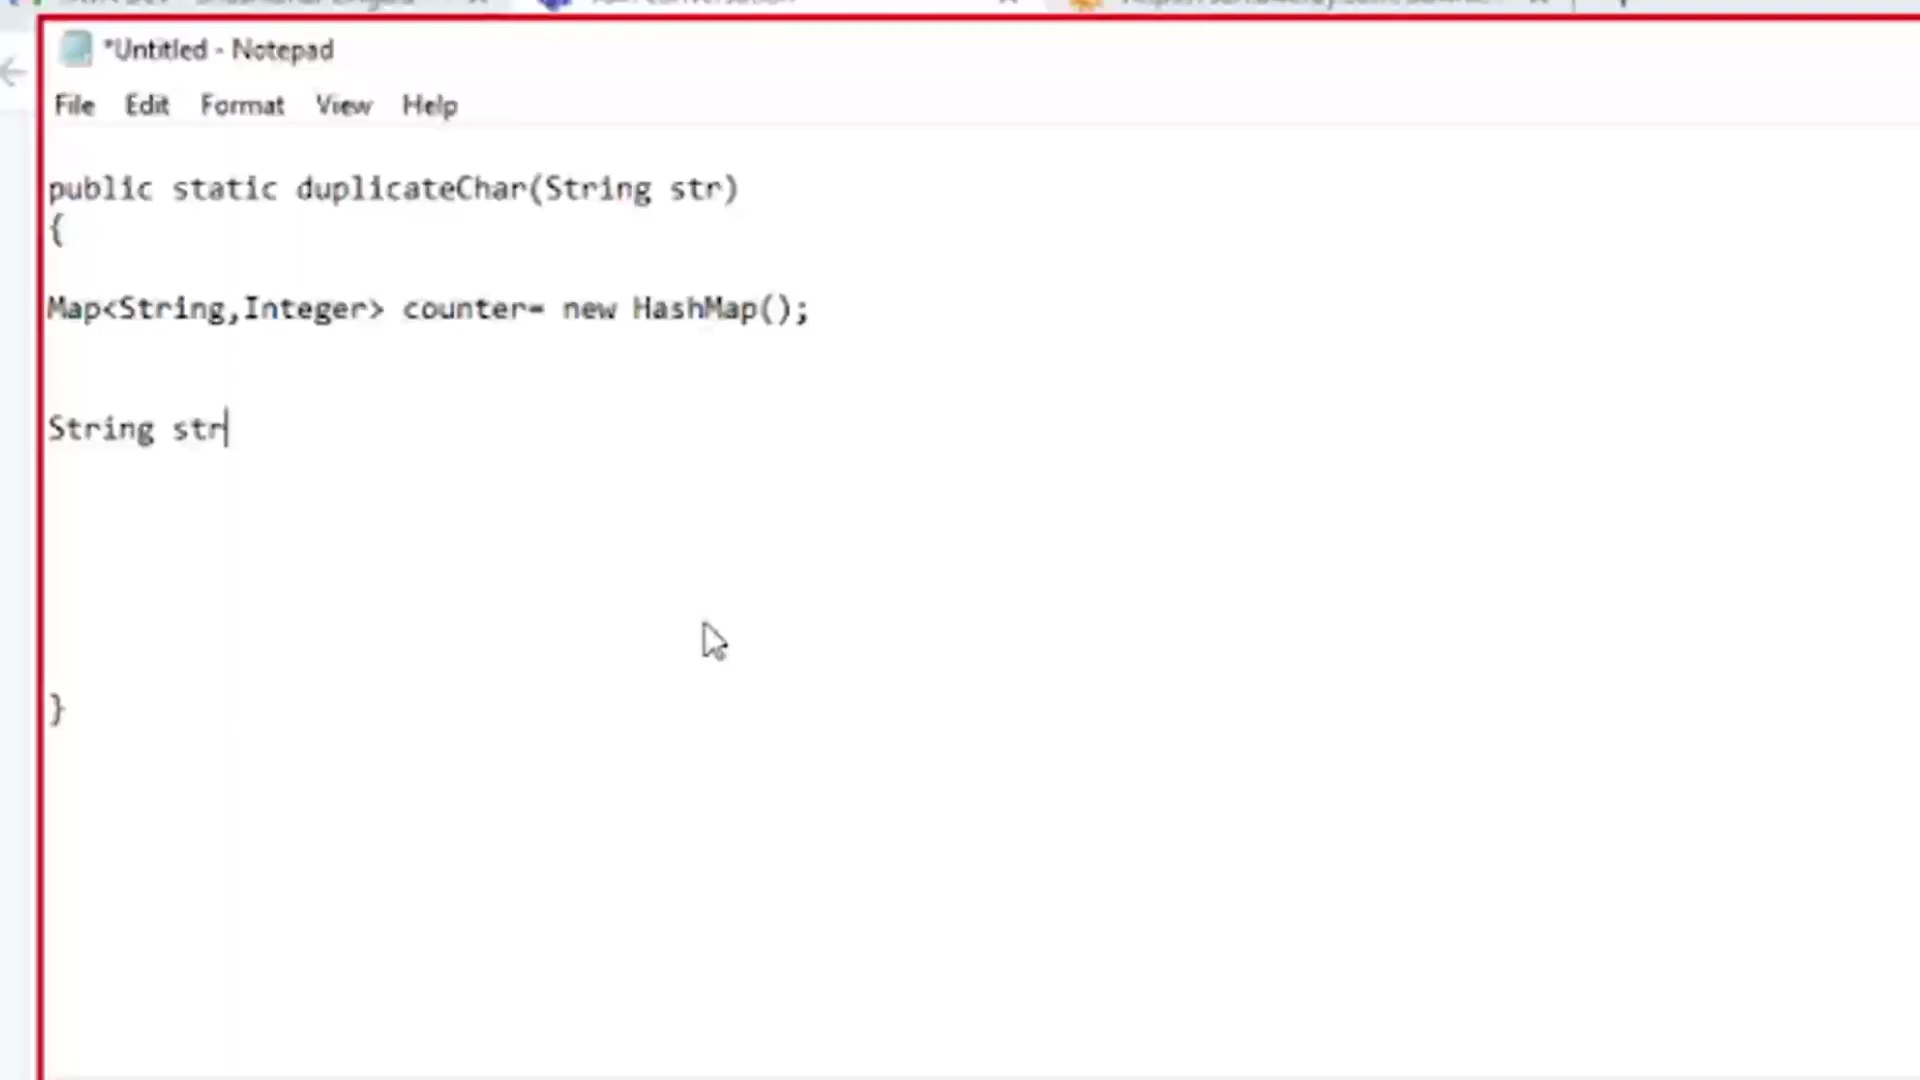 *Untitled - Notepad
File Edit Format View Help
public static duplicateChar(String str)
{
Map<String,Integer> counter= new HashMap();
String str
}